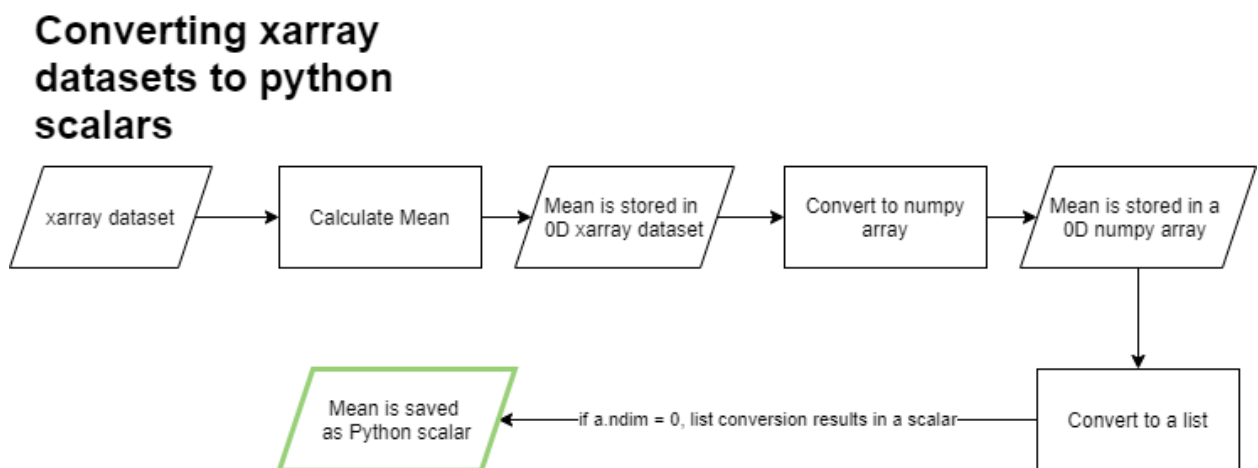 Converting xarray
datasets to python
scalars
xarray dataset
Calculate Mean
Mean is stored in
0D xarray dataset
Convert to numpy
array
Mean is stored in a
0D numpy array
Convert to a list
if a.ndim = 0, list conversion results in a scalar
Mean is saved
as Python scalar